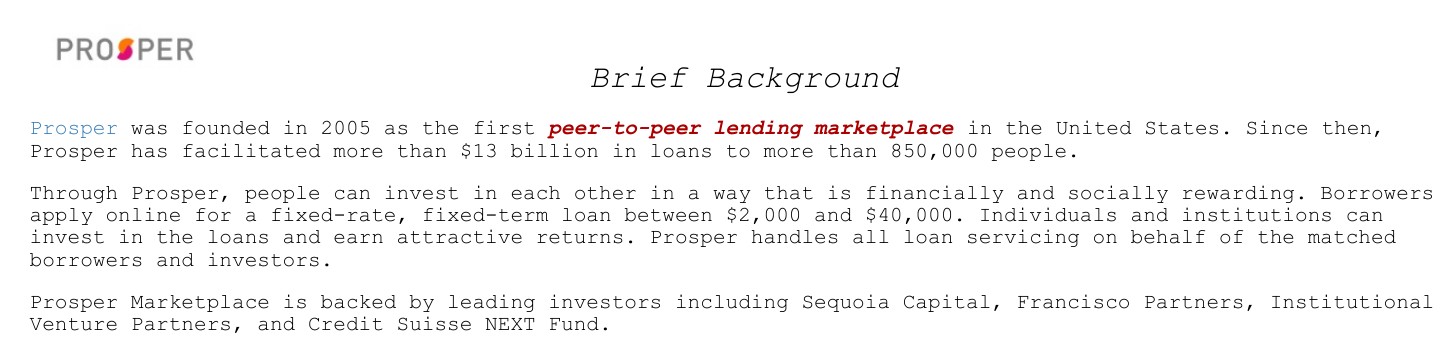 PROSPER
Brief Background
Prosper was founded in 2005 as the first peer-to-peer lending marketplace in the United States. Since then,
Prosper has facilitated more than $13 billion in loans to more than 850,000 people.
Through Prosper, people can invest in each other in a way that is financially and socially rewarding. Borrowers
apply online for a fixed-rate, fixed-term loan between $2,000 and $40,000. Individuals and institutions can
invest in the loans and earn attractive returns. Prosper handles all loan servicing on behalf of the matched
borrowers and investors.
Prosper Marketplace is backed by leading investors including Sequoia Capital, Francisco Partners, Institutional
Venture Partners, and Credit Suisse NEXT Fund.